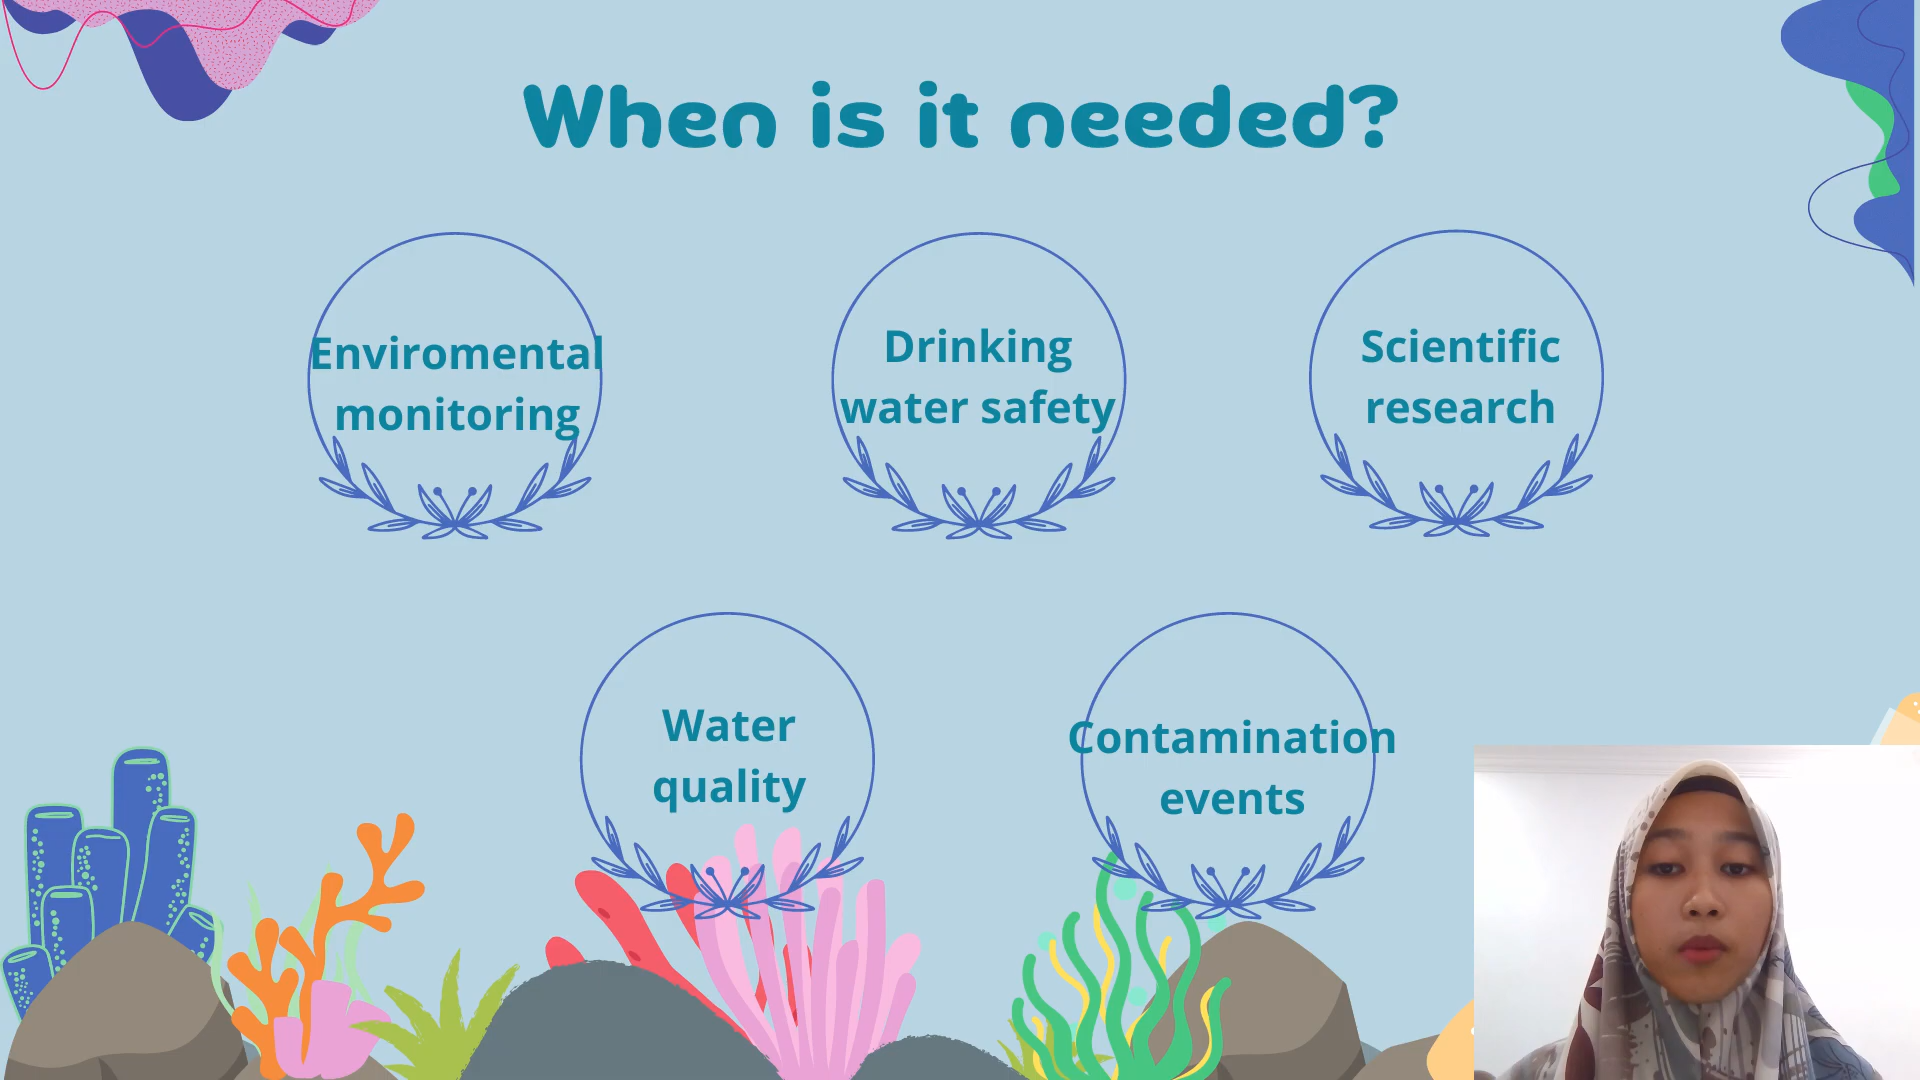 When is it needed?
Enviromental
monitoring
Drinking
water safety
Scientific
research
Water
quality
Contamination
events